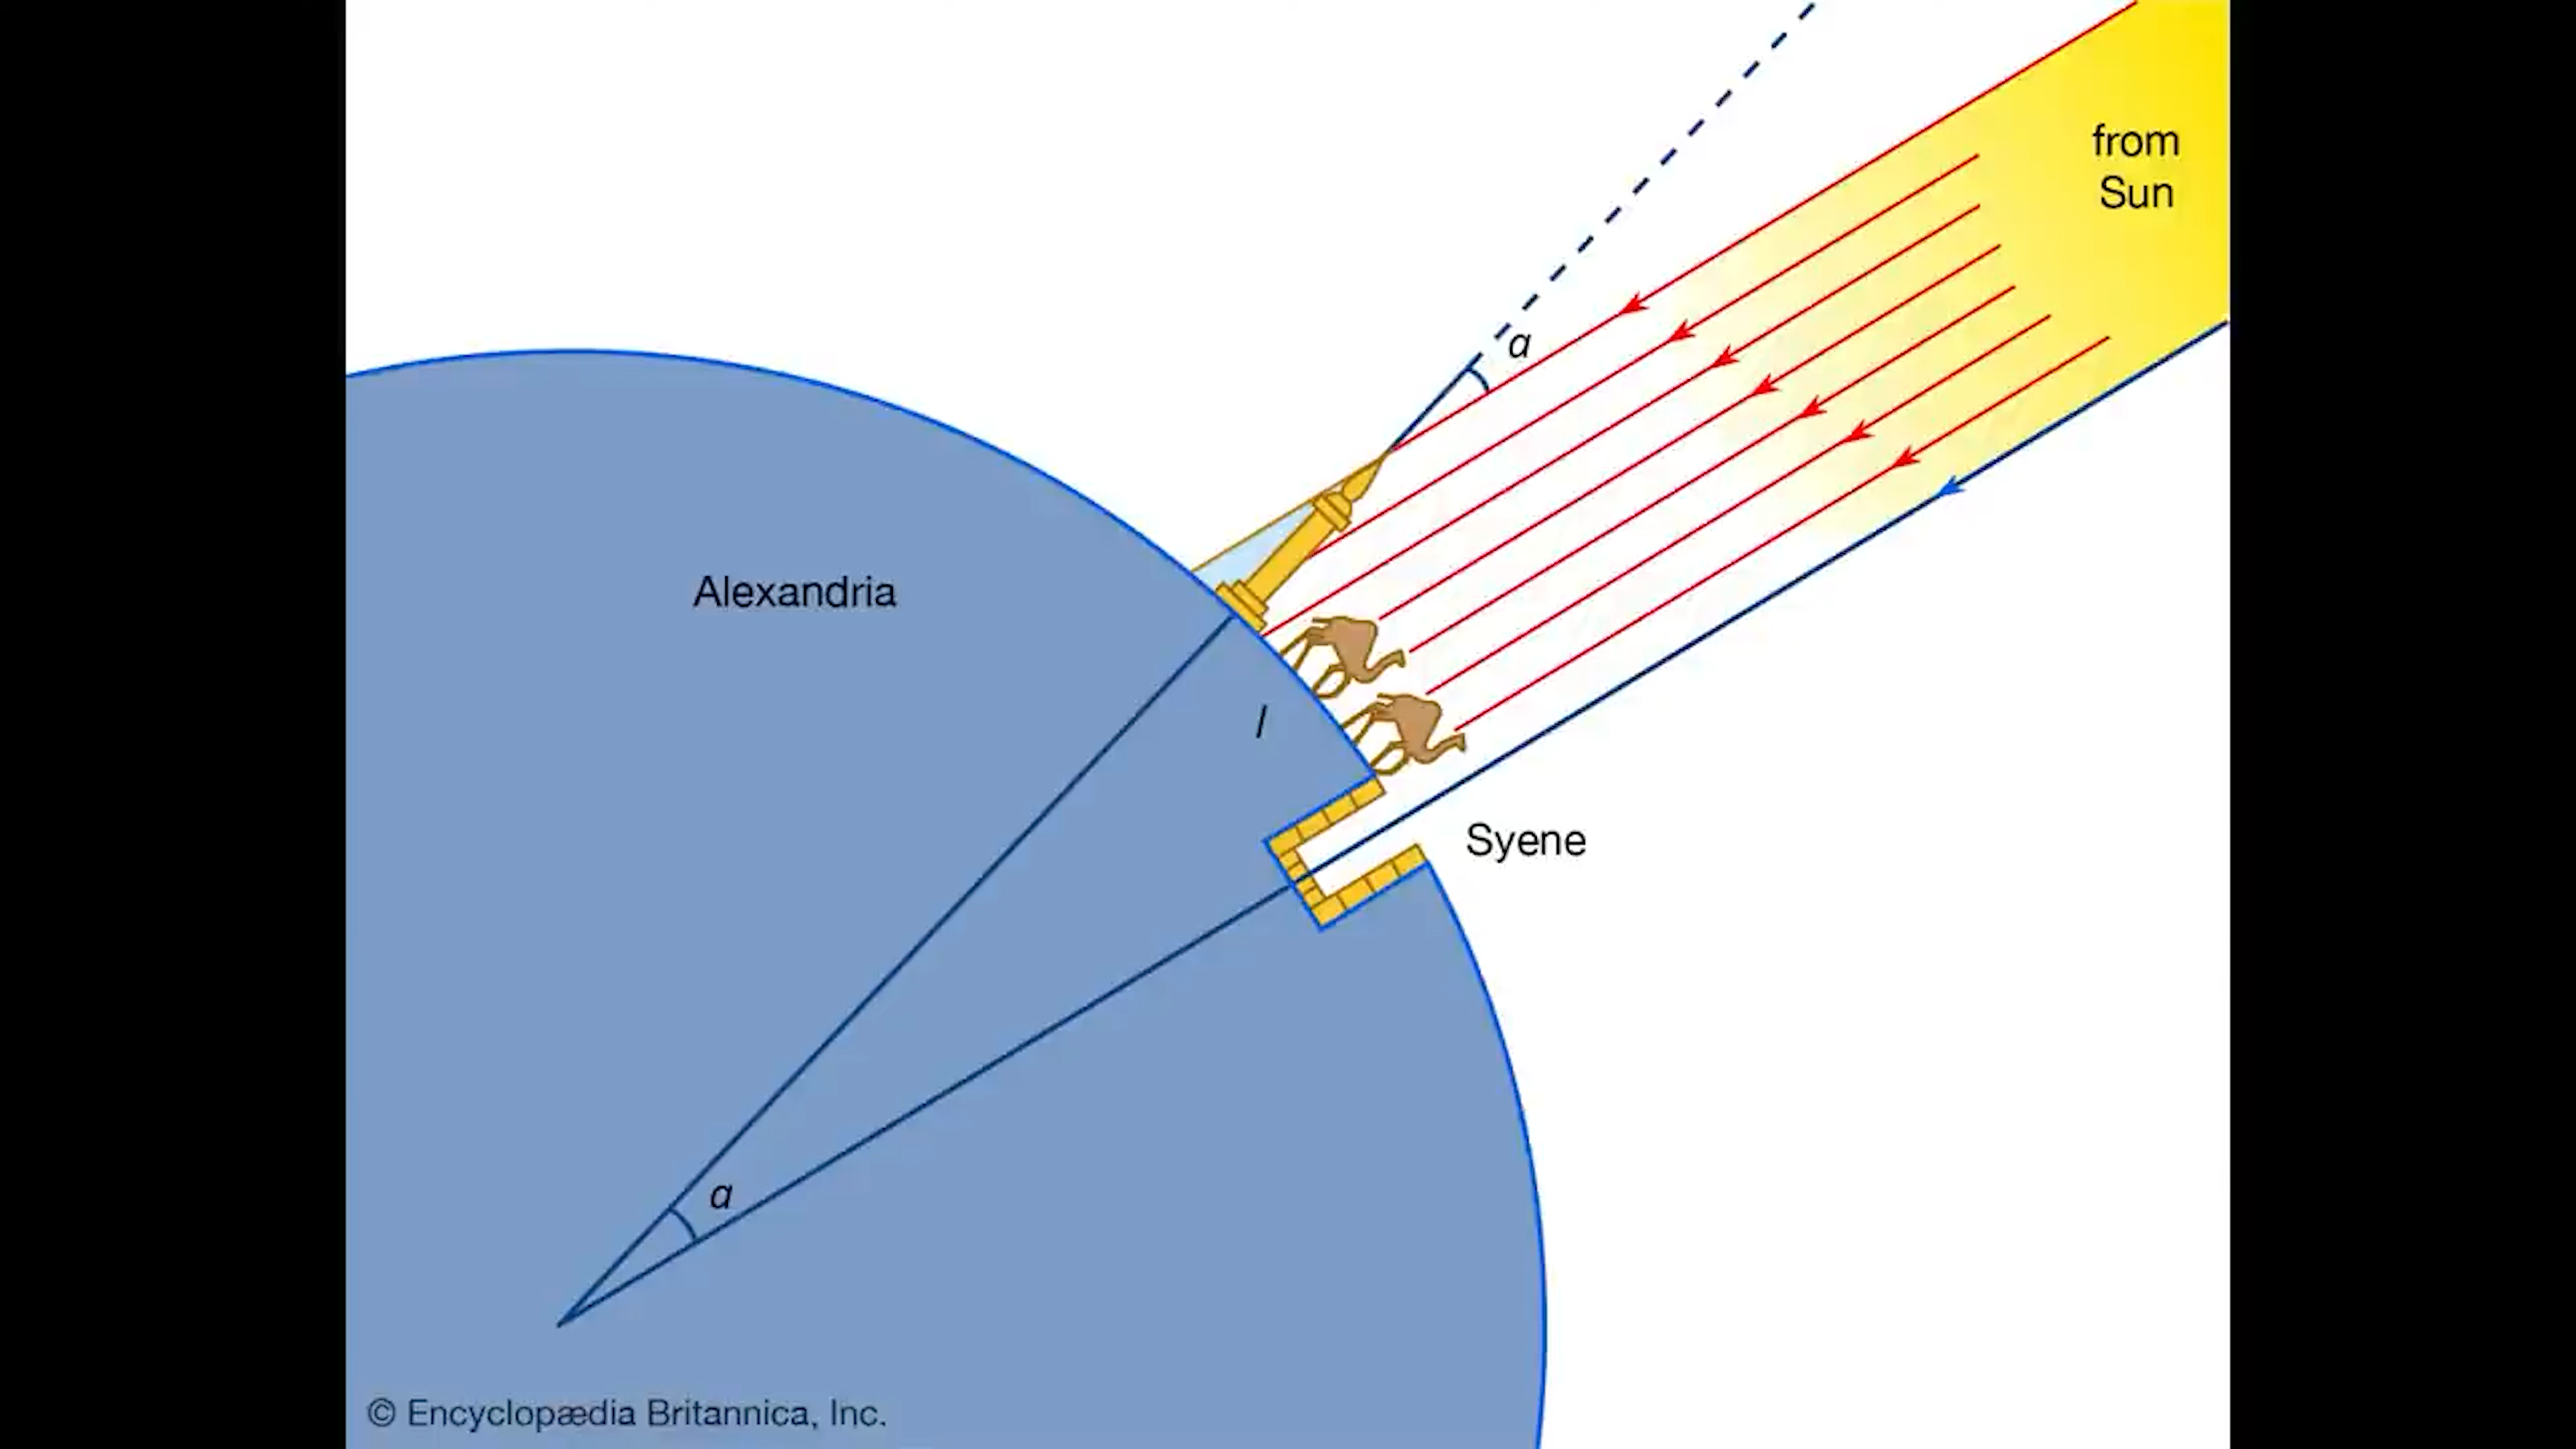 from
Sun
α
Alexandria
l
Syene
α
© Encyclopædia Britannica, Inc.